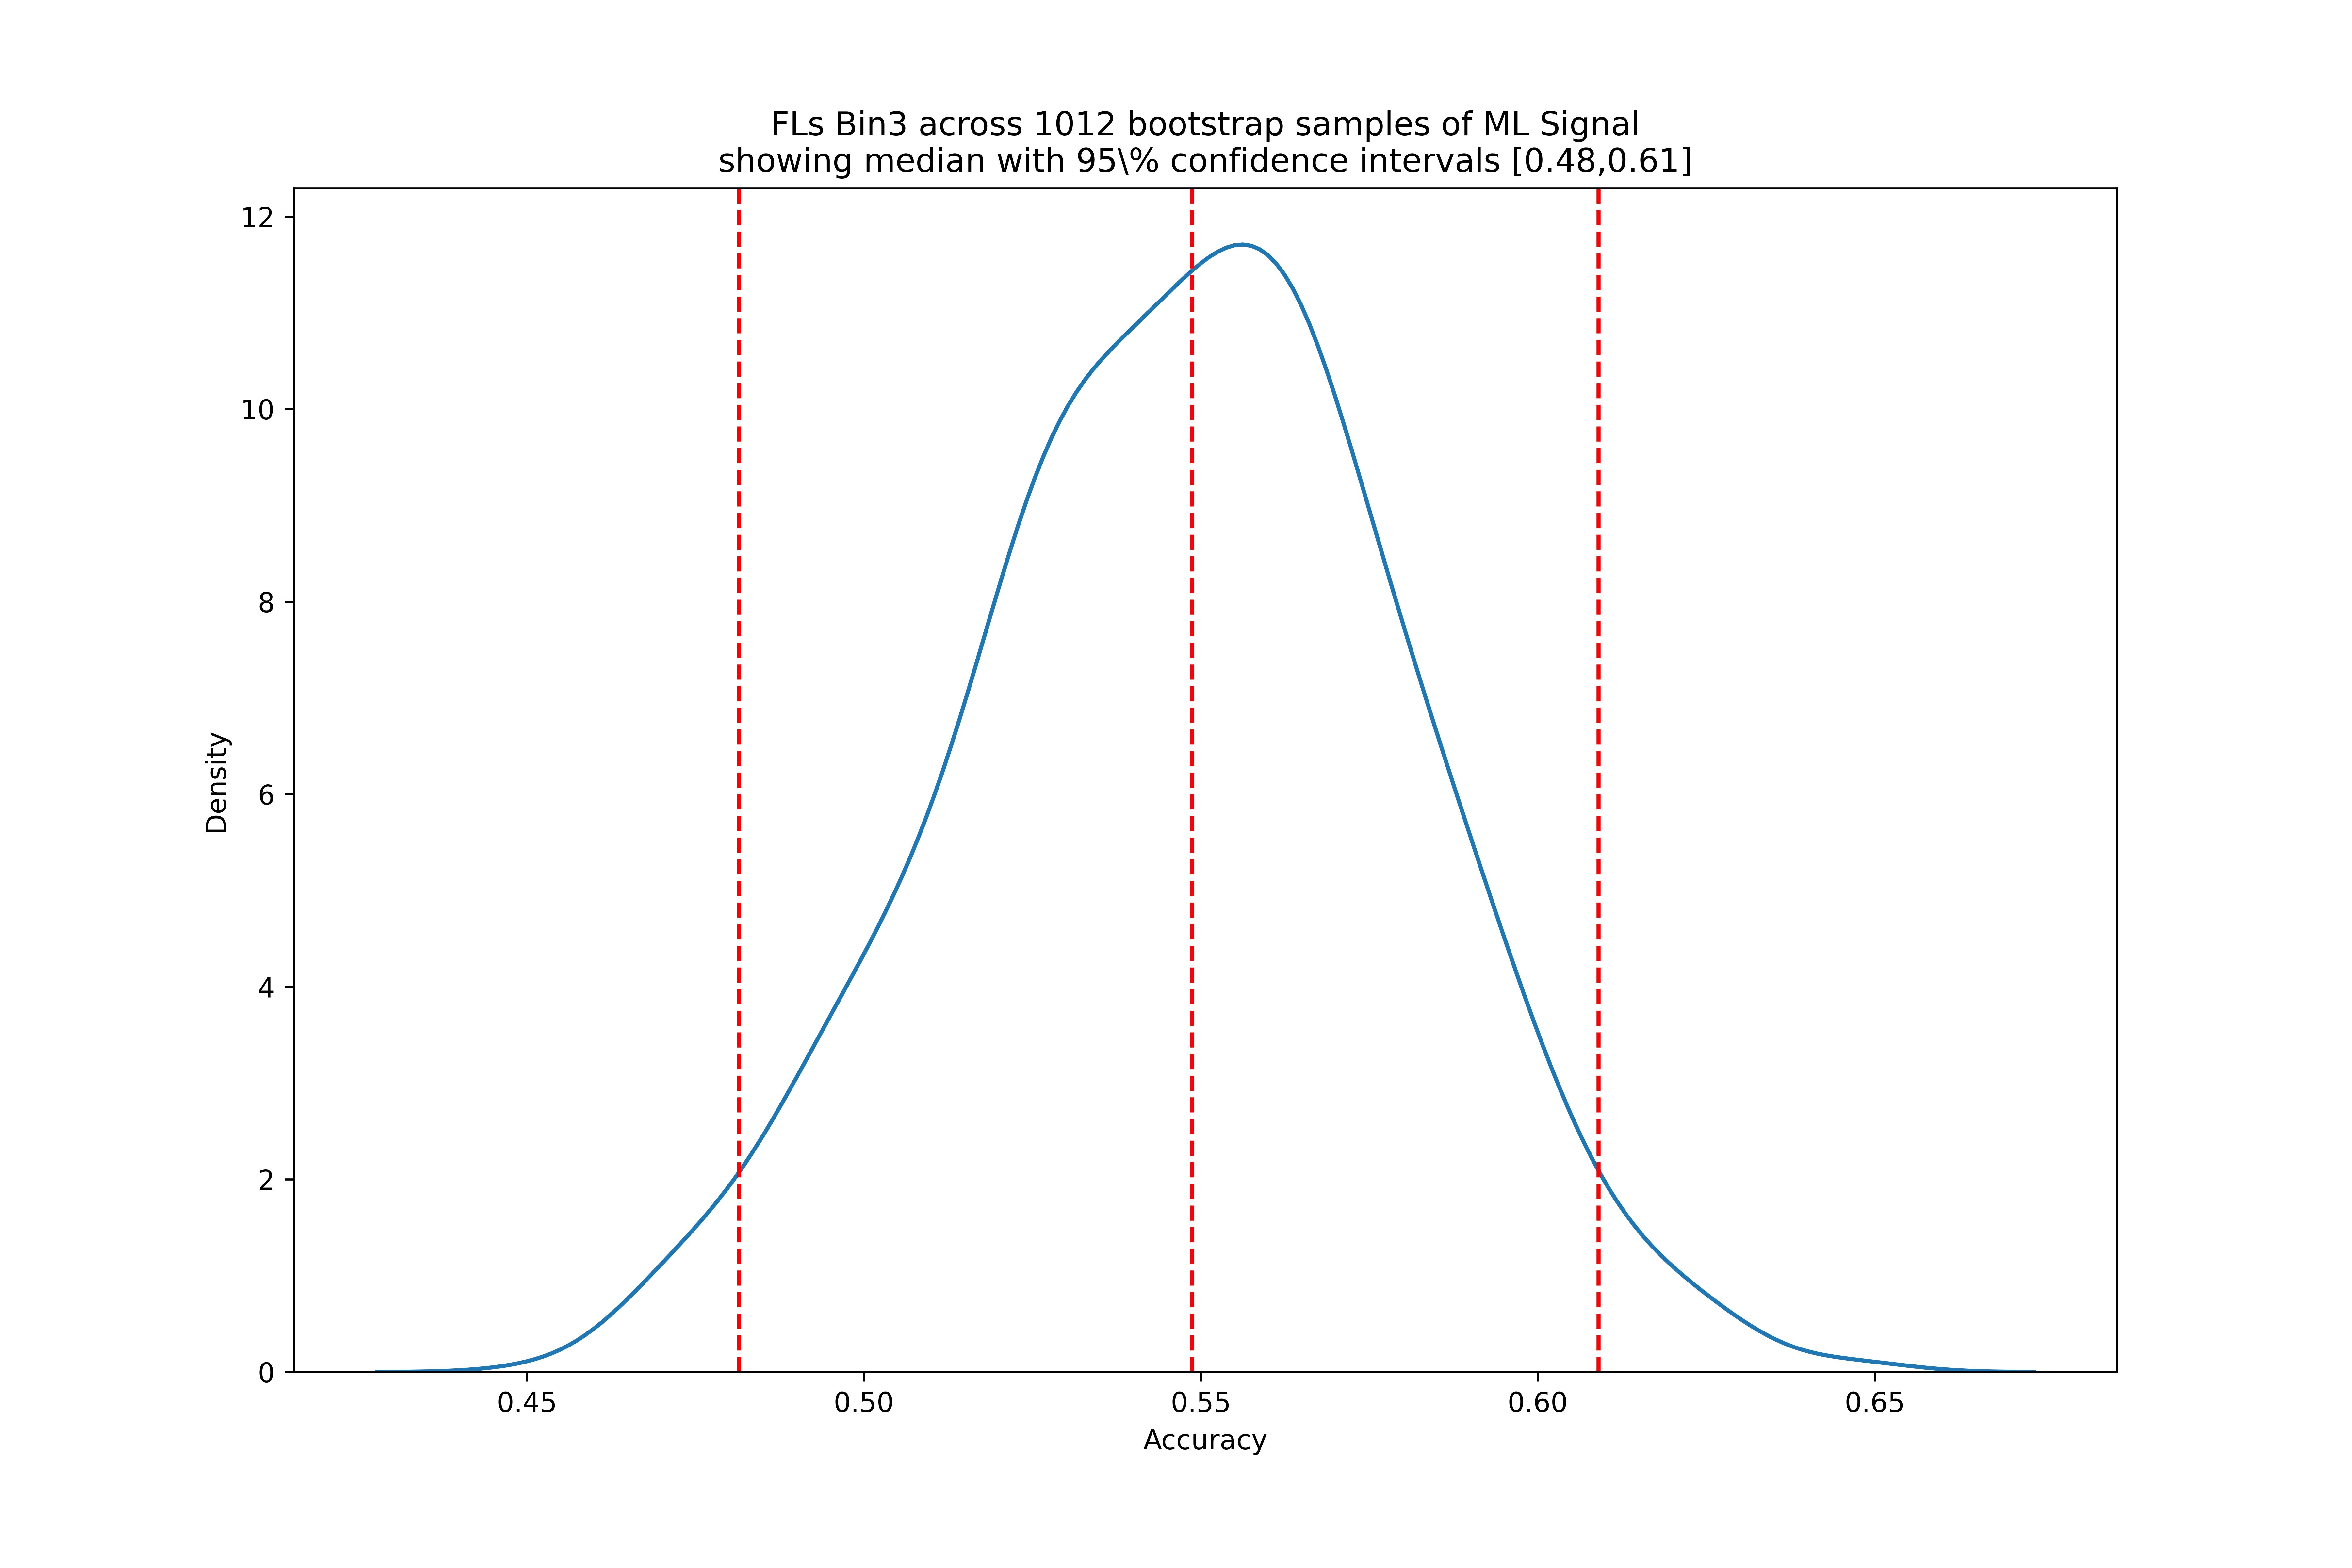 FLs Bin3 across 1012 bootstrap samples of ML Signal
showing median with 95\% confidence intervals [0.48,0.61]
12
10
8
6
4
2
0
Density
0.45 0.50 0.55 0.60 0.65
Accuracy